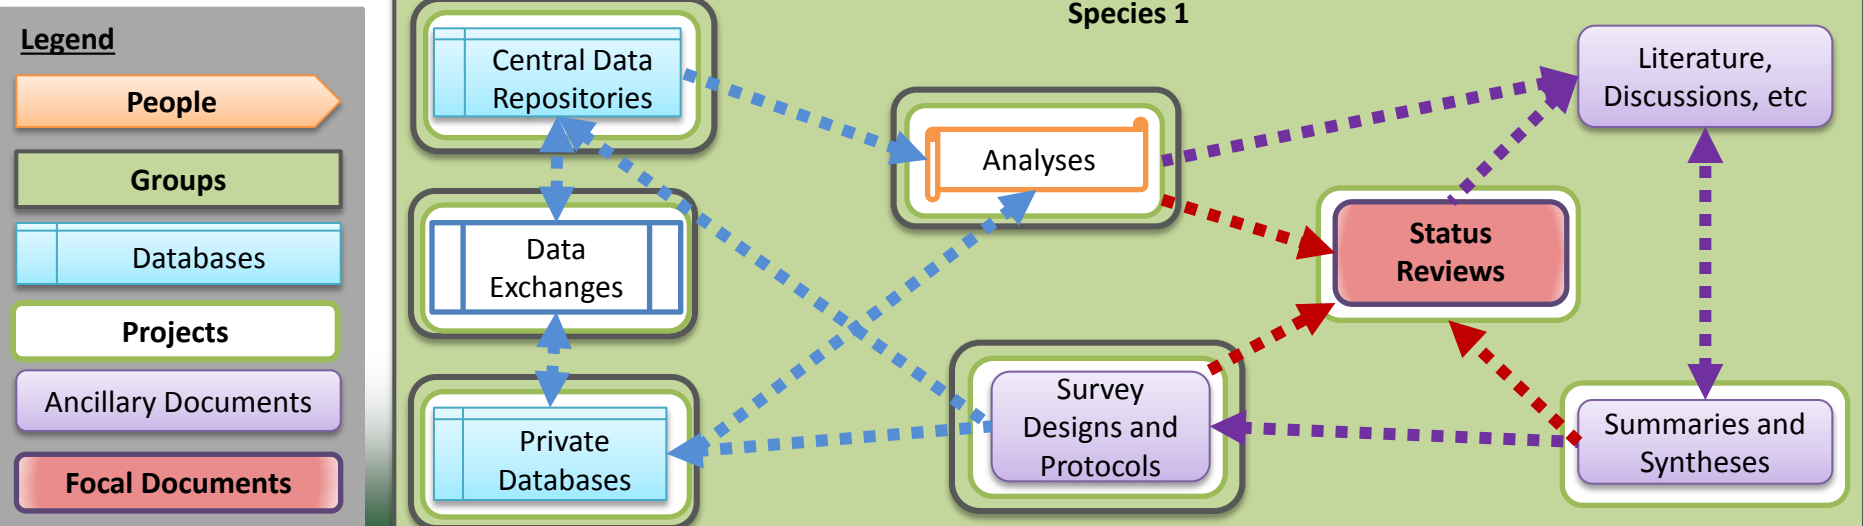 Legend
People
Groups
Databases
Projects
Ancillary Documents
Focal Documents
Species 1
Central Data
Repositories
Data
Exchanges
Private
Databases
Analyses
Survey
Designs and
Protocols
Status
Reviews
Literature,
Discussions, etc
Summaries and
Syntheses